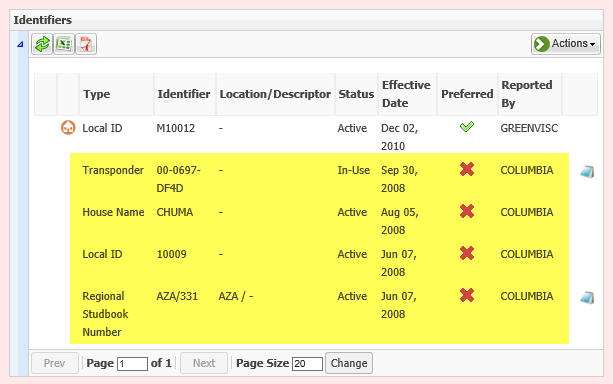 Identifiers
Actions
Type Identifier Location/Descriptor Status Effective Date Preferred Reported By
Local ID M10012 - Active Dec 02, 2010 GREENVISC
Transponder 00-0697-DF4D - In-Use Sep 30, 2008 COLUMBIA
House Name CHUMA - Active Aug 05, 2008 COLUMBIA
Local ID 10009 - Active Jun 07, 2008 COLUMBIA
Regional Studbook Number AZA/331 AZA / - Active Jun 07, 2008 COLUMBIA
Prev Page 1 of 1 Next Page Size 20 Change